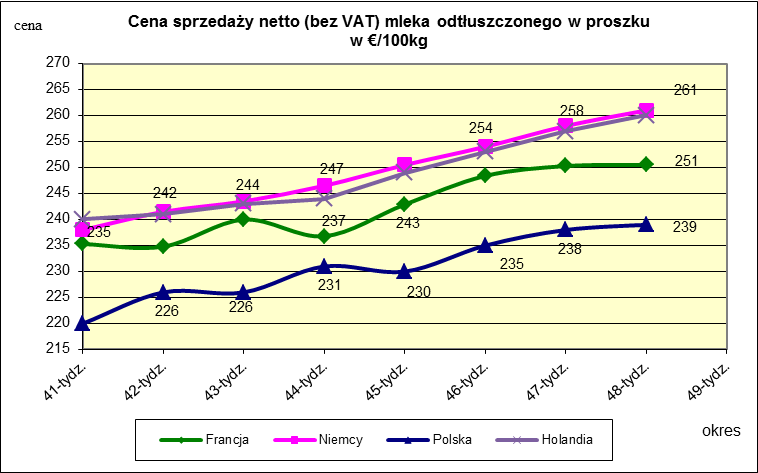 cena
Cena sprzedaży netto (bez VAT) mleka odtłuszczonego w proszku
w €/100kg
270
265
260
255
250
245
240
235
230
225
220
215
261
258
254
251
247
244
242
243
237
235
239
238
235
231
230
226
226
41-tydz.
42-tydz.
43-tydz.
44-tydz.
45-tydz.
46-tydz.
47-tydz.
48-tydz.
49-tydz.
okres
Francja Niemcy Polska Holandia